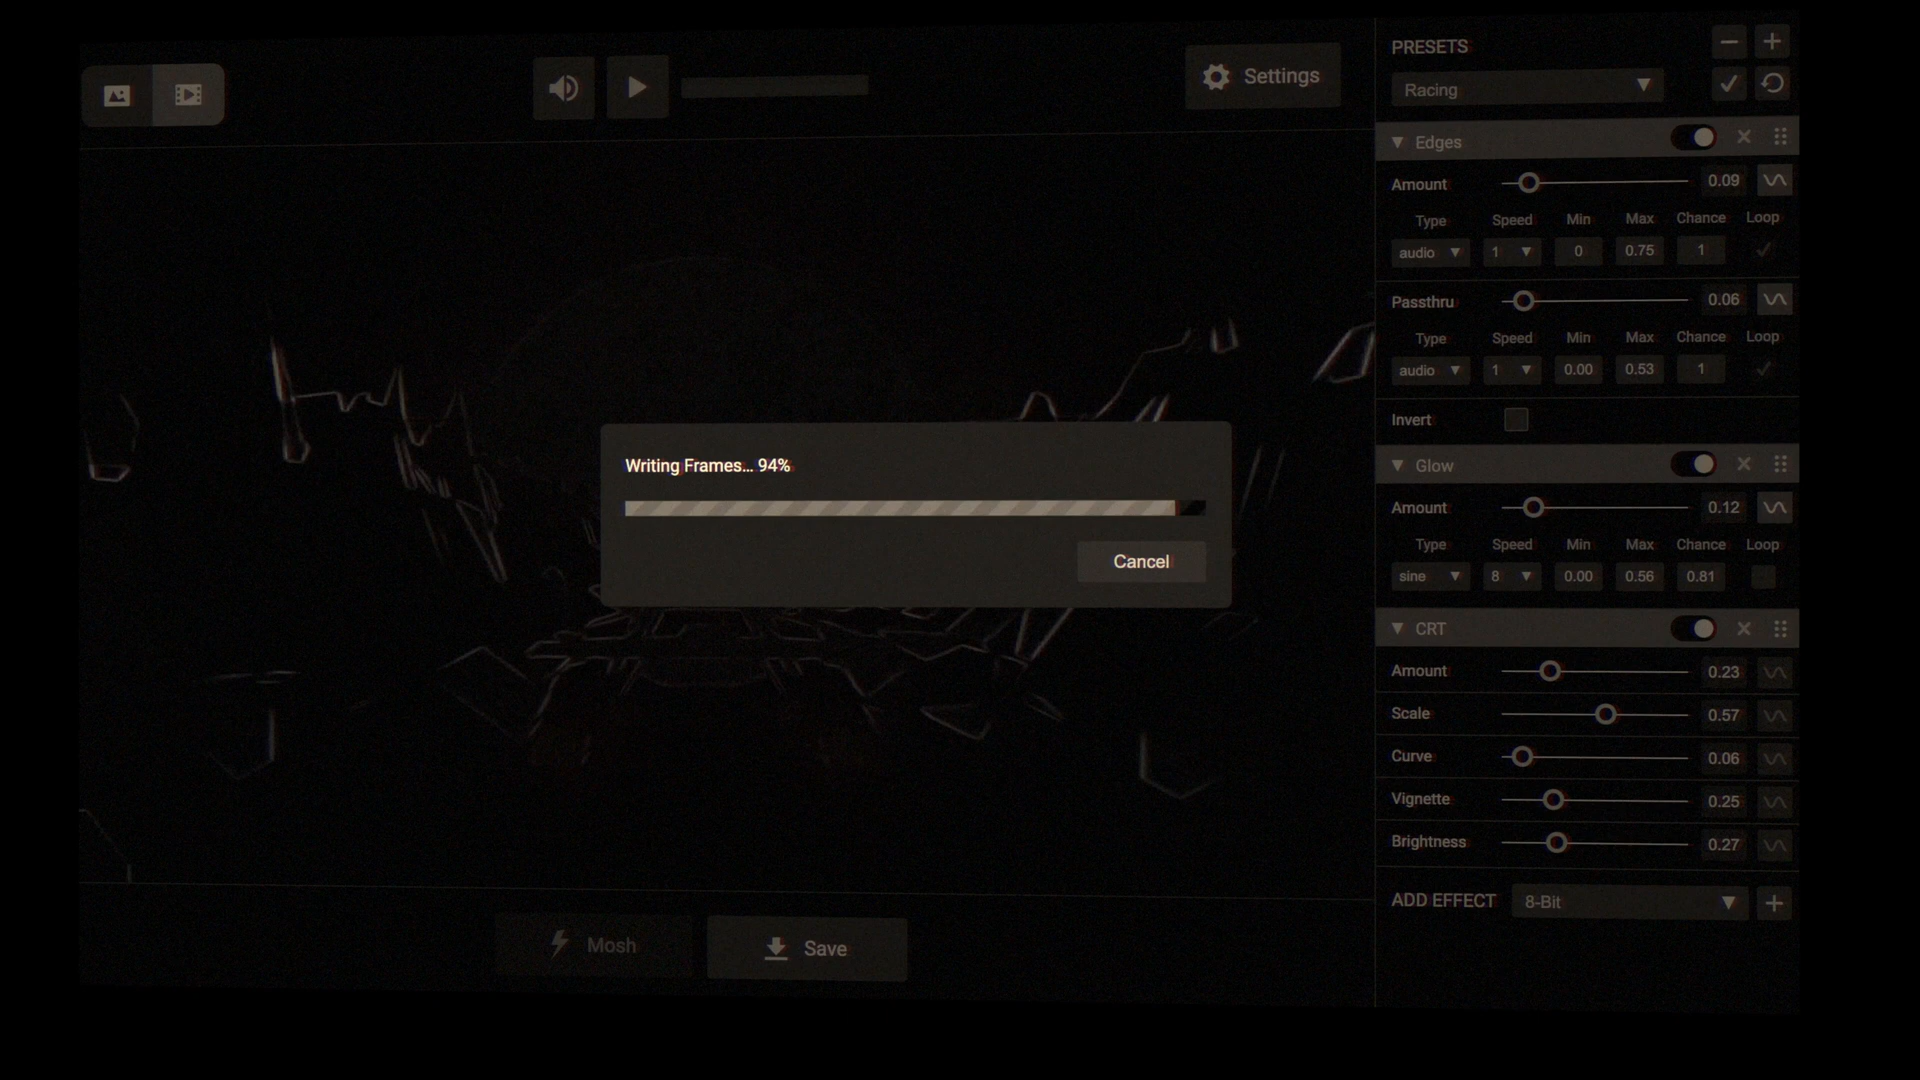 Settings
PRESETS
Racing
Edges
Amount 0.09
Type Speed Min Max Chance Loop
audio 1 0 0.75 1
Passthru 0.06
Type Speed Min Max Chance Loop
audio 1 0.00 0.53 1
Invert
Glow
Amount 0.12
Type Speed Min Max Chance Loop
sine 8 0.00 0.56 0.81
CRT
Amount 0.23
Scale 0.57
Curve 0.06
Vignette 0.25
Brightness 0.27
ADD EFFECT 8-Bit
Writing Frames... 94%
Cancel
Mosh
Save